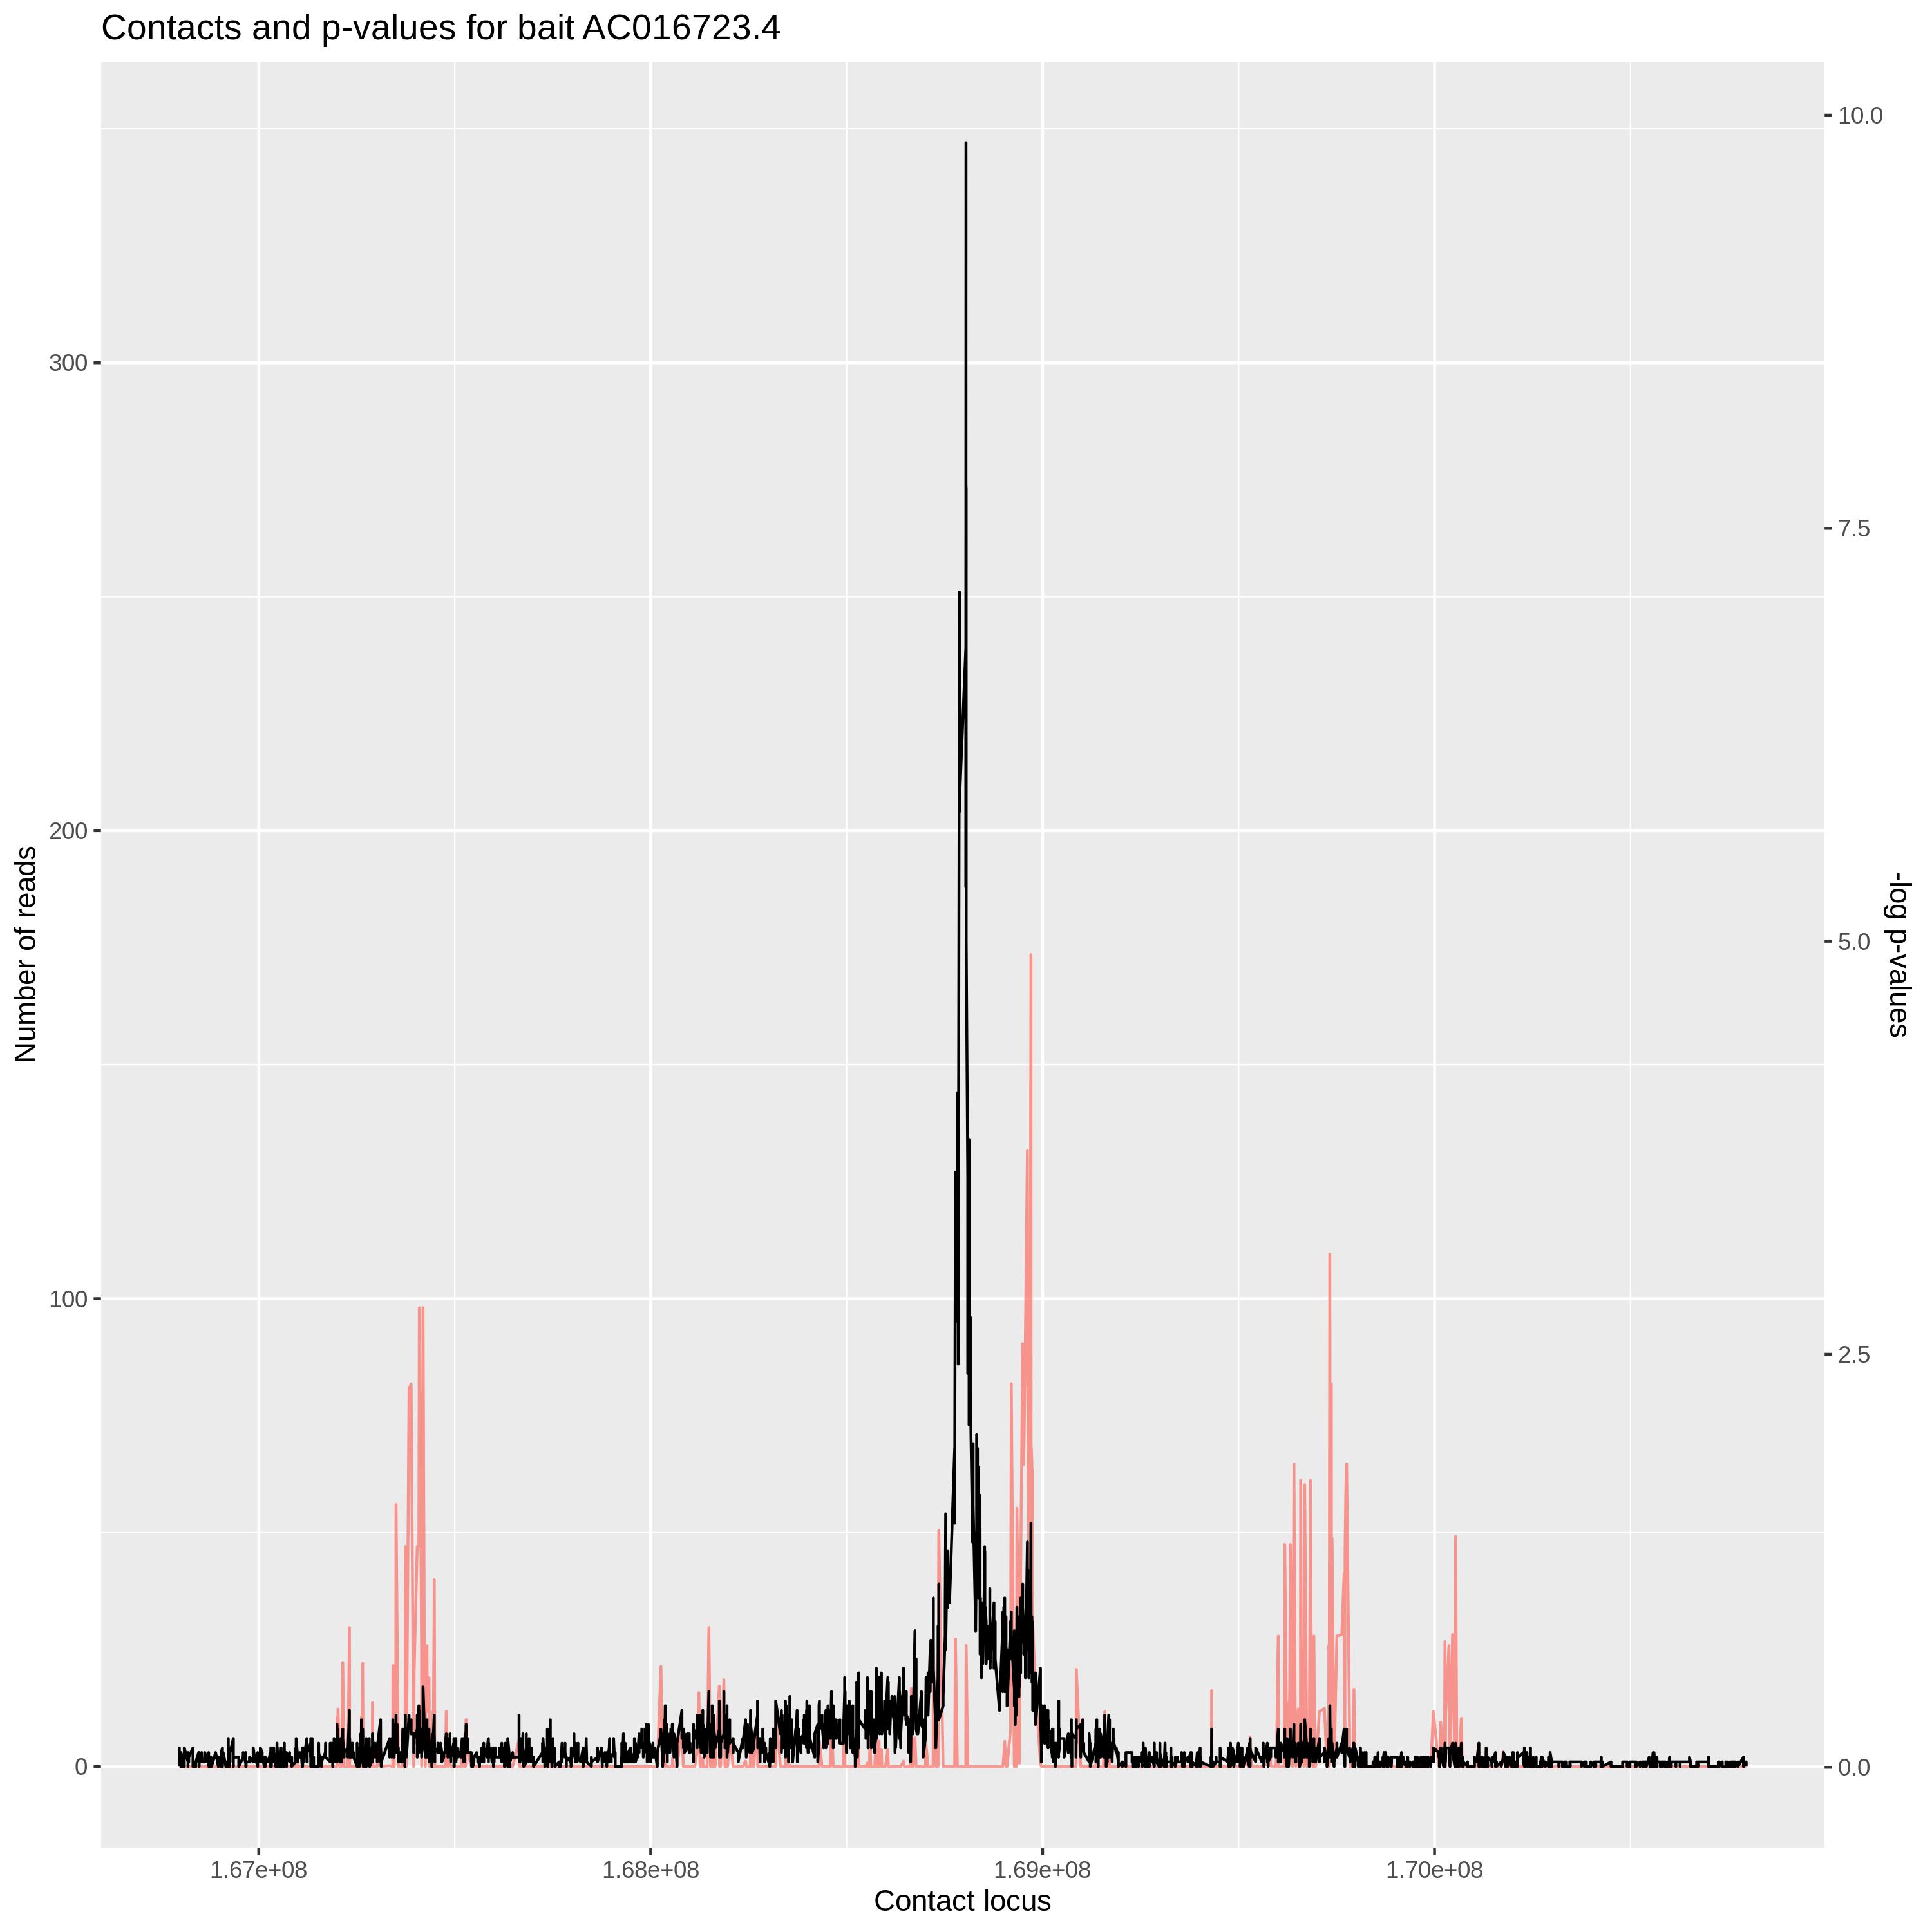 Contacts and p-values for bait AC016723.4
10.0
300
7.5
200
Number of reads
5.0
-log p-values
100
2.5
0
0.0
1.67e+08 1.68e+08 1.69e+08 1.70e+08
Contact locus